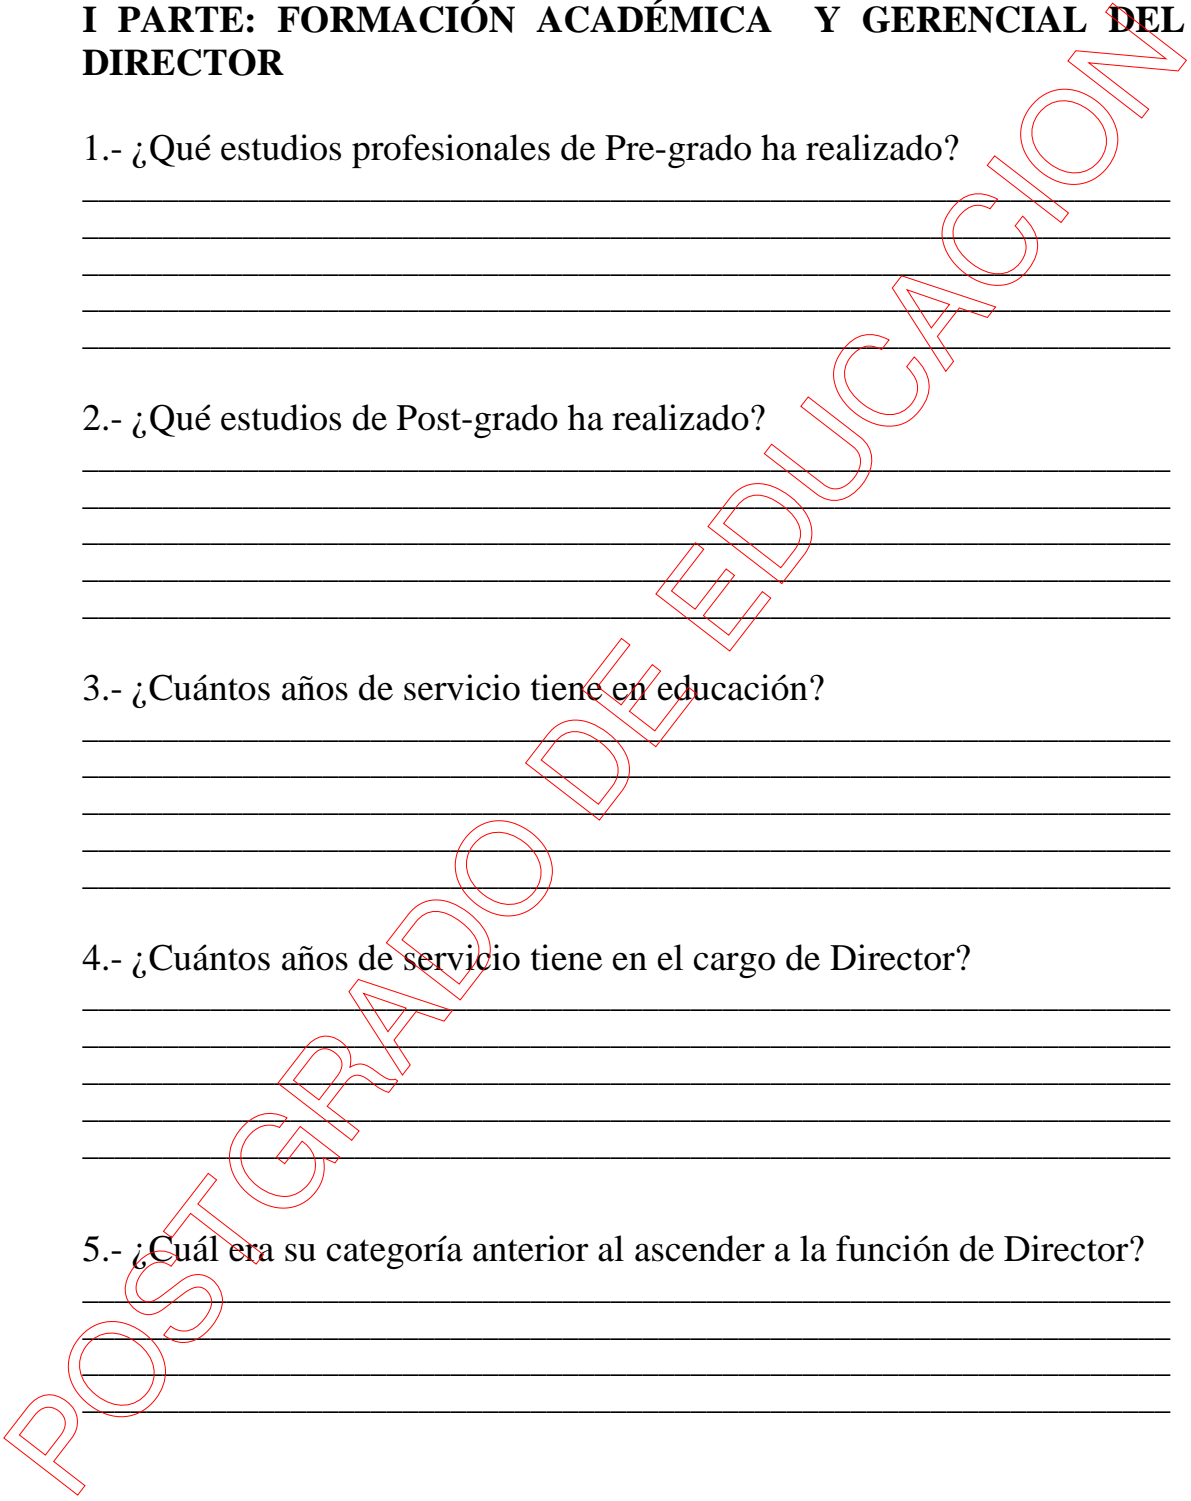 I PARTE: FORMACIÓN ACADÉMICA Y GERENCIAL DEL
DIRECTOR
1.- ¿Qué estudios profesionales de Pre-grado ha realizado?
2.- ¿Qué estudios de Post-grado ha realizado?
3.- ¿Cuántos años de servicio tiene en educación?
4.- ¿Cuántos años de servicio tiene en el cargo de Director?
5.- ¿Cuál era su categoría anterior al ascender a la función de Director?
POSTGRADO DE EDUCACION